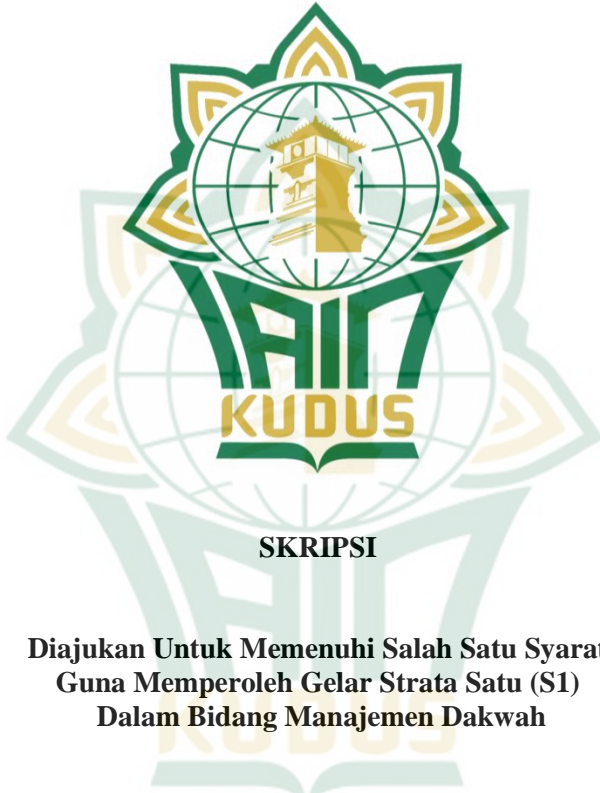 IAIN
KUDUS
SKRIPSI
Diajukan Untuk Memenuhi Salah Satu Syarat
Guna Memperoleh Gelar Strata Satu (S1)
Dalam Bidang Manajemen Dakwah